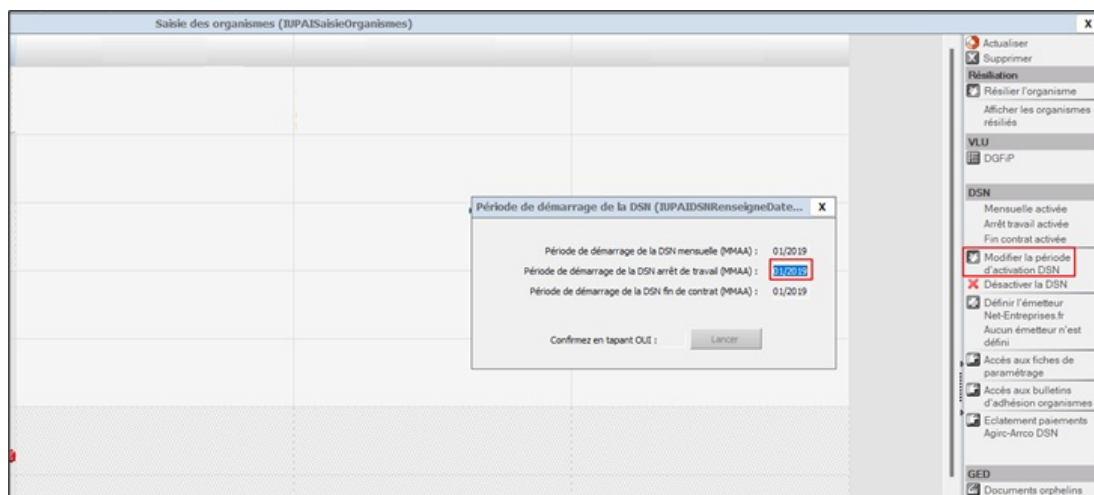 Saisie des organismes (IUPAISaisieOrganismes)
X
Actualiser
Supprimer
Résiliation
Résilier l'organisme
Afficher les organismes
résiliés
VLU
DGFiP
DSN
Mensuelle activée
Arrêt travail activée
Fin contrat activée
Modifier la période
d'activation DSN
Désactiver la DSN
Définir l'émetteur
Net-Entreprises.fr
Aucun émetteur n'est
défini
Accès aux fiches de
paramétrage
Accès aux bulletins
d'adhésion organismes
Eclatement paiements
Agirc-Arrco DSN
GED
Documents orphelins
Période de démarrage de la DSN (IUPAIDSNRenseigneDate... X
Période de démarrage de la DSN mensuelle (MMAA) : 01/2019
Période de démarrage de la DSN arrêt de travail (MMAA) : 01/2019
Période de démarrage de la DSN fin de contrat (MMAA) : 01/2019
Confirmez en tapant OUI : Lancer